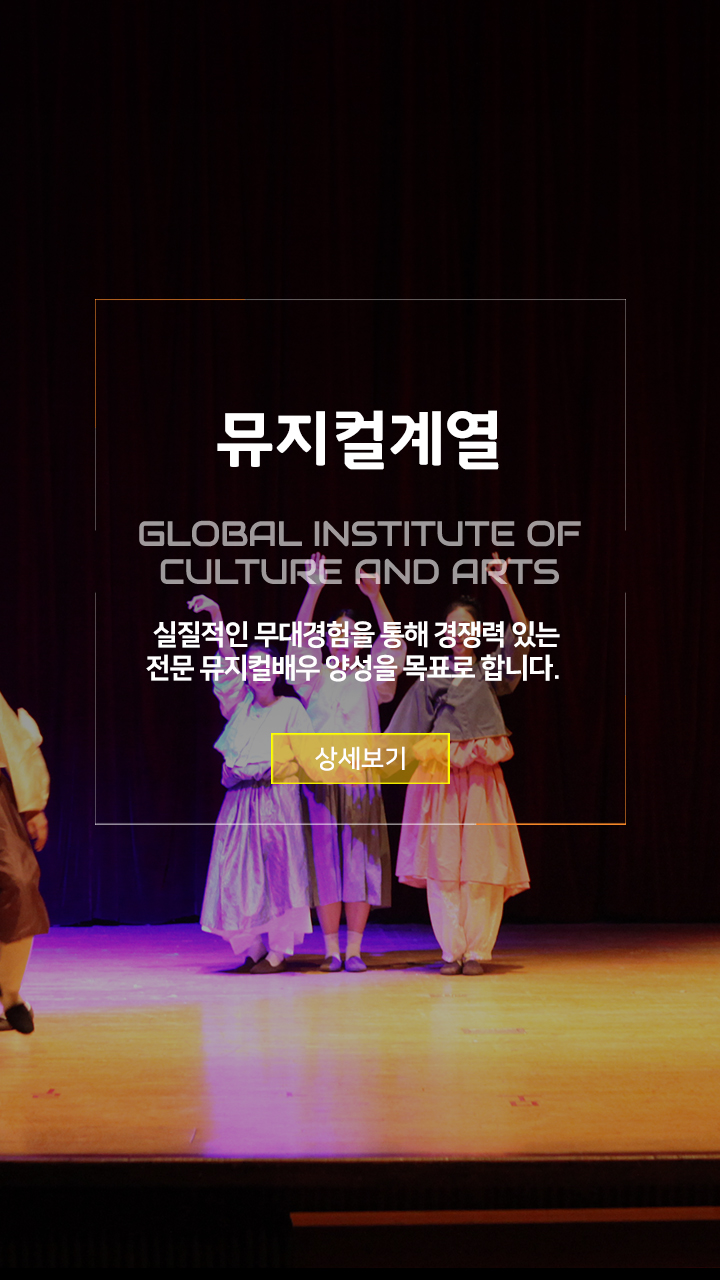 뮤지컬계열
GLOBAL INSTITUTE OF
CULTURE AND ARTS
실질적인 무대경험을 통해 경쟁력 있는
전문 뮤지컬배우 양성을 목표로 합니다.
상세보기